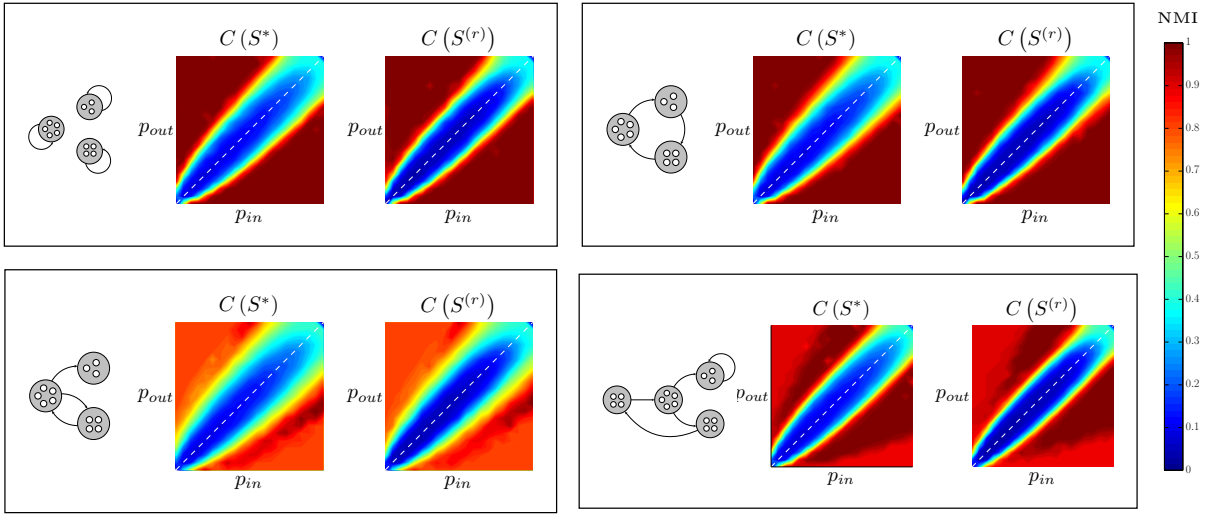 NMI
C (S*)
C (S^(r))
p_out
p_out
p_in
p_in
C (S*)
C (S^(r))
p_out
p_out
p_in
p_in
C (S*)
C (S^(r))
p_out
p_out
p_in
p_in
C (S*)
C (S^(r))
p_out
p_out
p_in
p_in
1
0.9
0.8
0.7
0.6
0.5
0.4
0.3
0.2
0.1
0